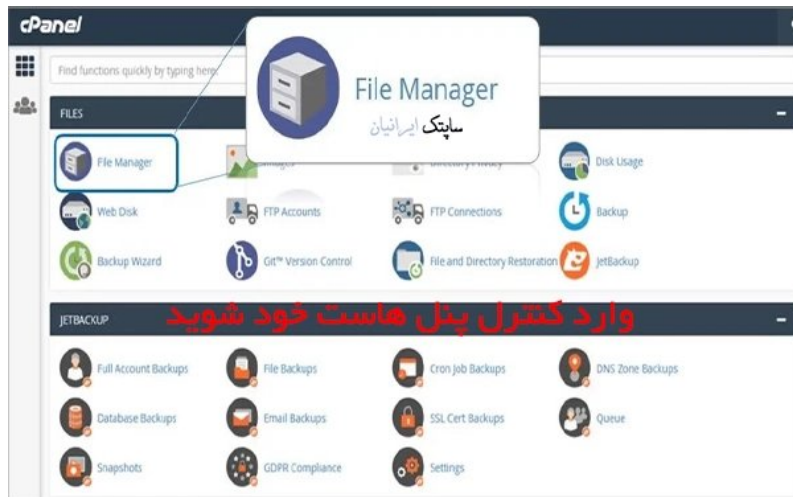 cPanel
Find functions quickly by typing here.
File Manager
سایتک ایرانیان
FILES
File Manager
Images
Directory Privacy
Disk Usage
Web Disk
FTP Accounts
FTP Connections
Backup
Backup Wizard
Git™ Version Control
File and Directory Restoration
JetBackup
JETBACKUP
وارد کنترل پنل هاست خود شوید
Full Account Backups
File Backups
Cron Job Backups
DNS Zone Backups
Database Backups
Email Backups
SSL Cert Backups
Queue
Snapshots
GDPR Compliance
Settings